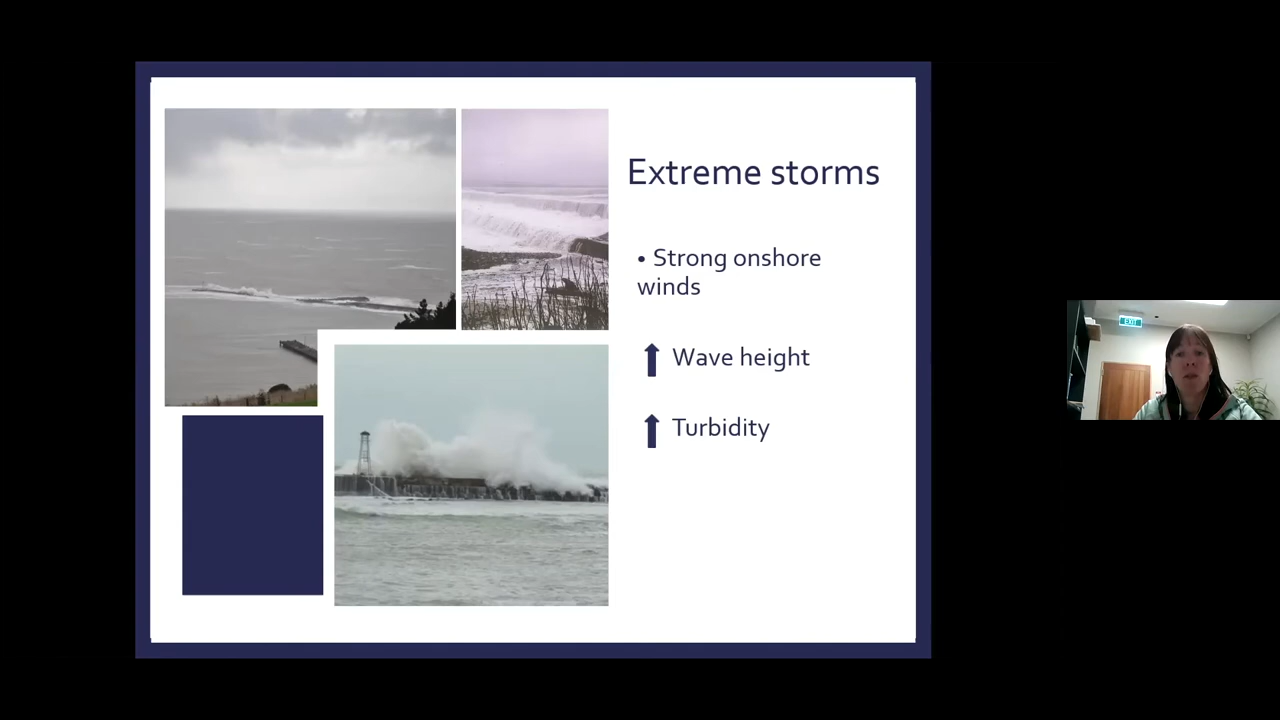 Extreme storms
• Strong onshore
winds
Wave height
Turbidity
EXIT